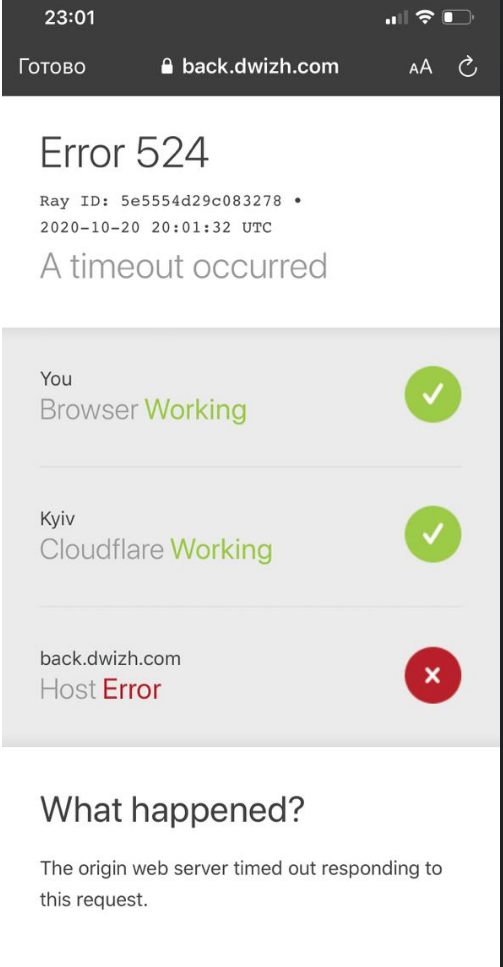 23:01
Готово back.dwizh.com AA
Error 524
Ray ID: 5e5554d29c083278 •
2020-10-20 20:01:32 UTC
A timeout occurred
You
Browser Working
Kyiv
Cloudflare Working
back.dwizh.com
Host Error
What happened?
The origin web server timed out responding to
this request.